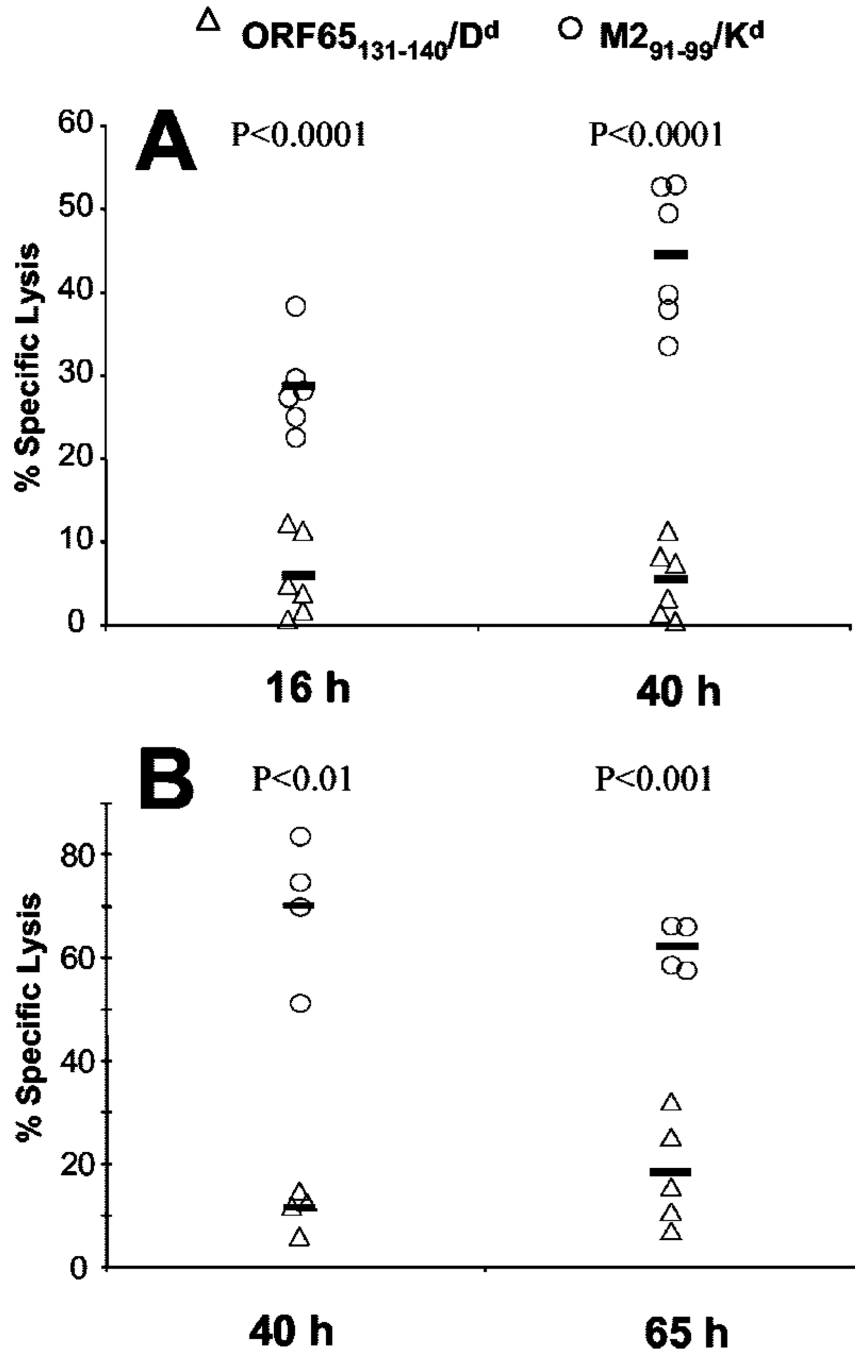 △ ORF65131-140/Dd ○ M291-99/Kd
A
P<0.0001 P<0.0001
% Specific Lysis
60
50
40
30
20
10
0
16 h 40 h
B
P<0.01 P<0.001
% Specific Lysis
80
60
40
20
0
40 h 65 h